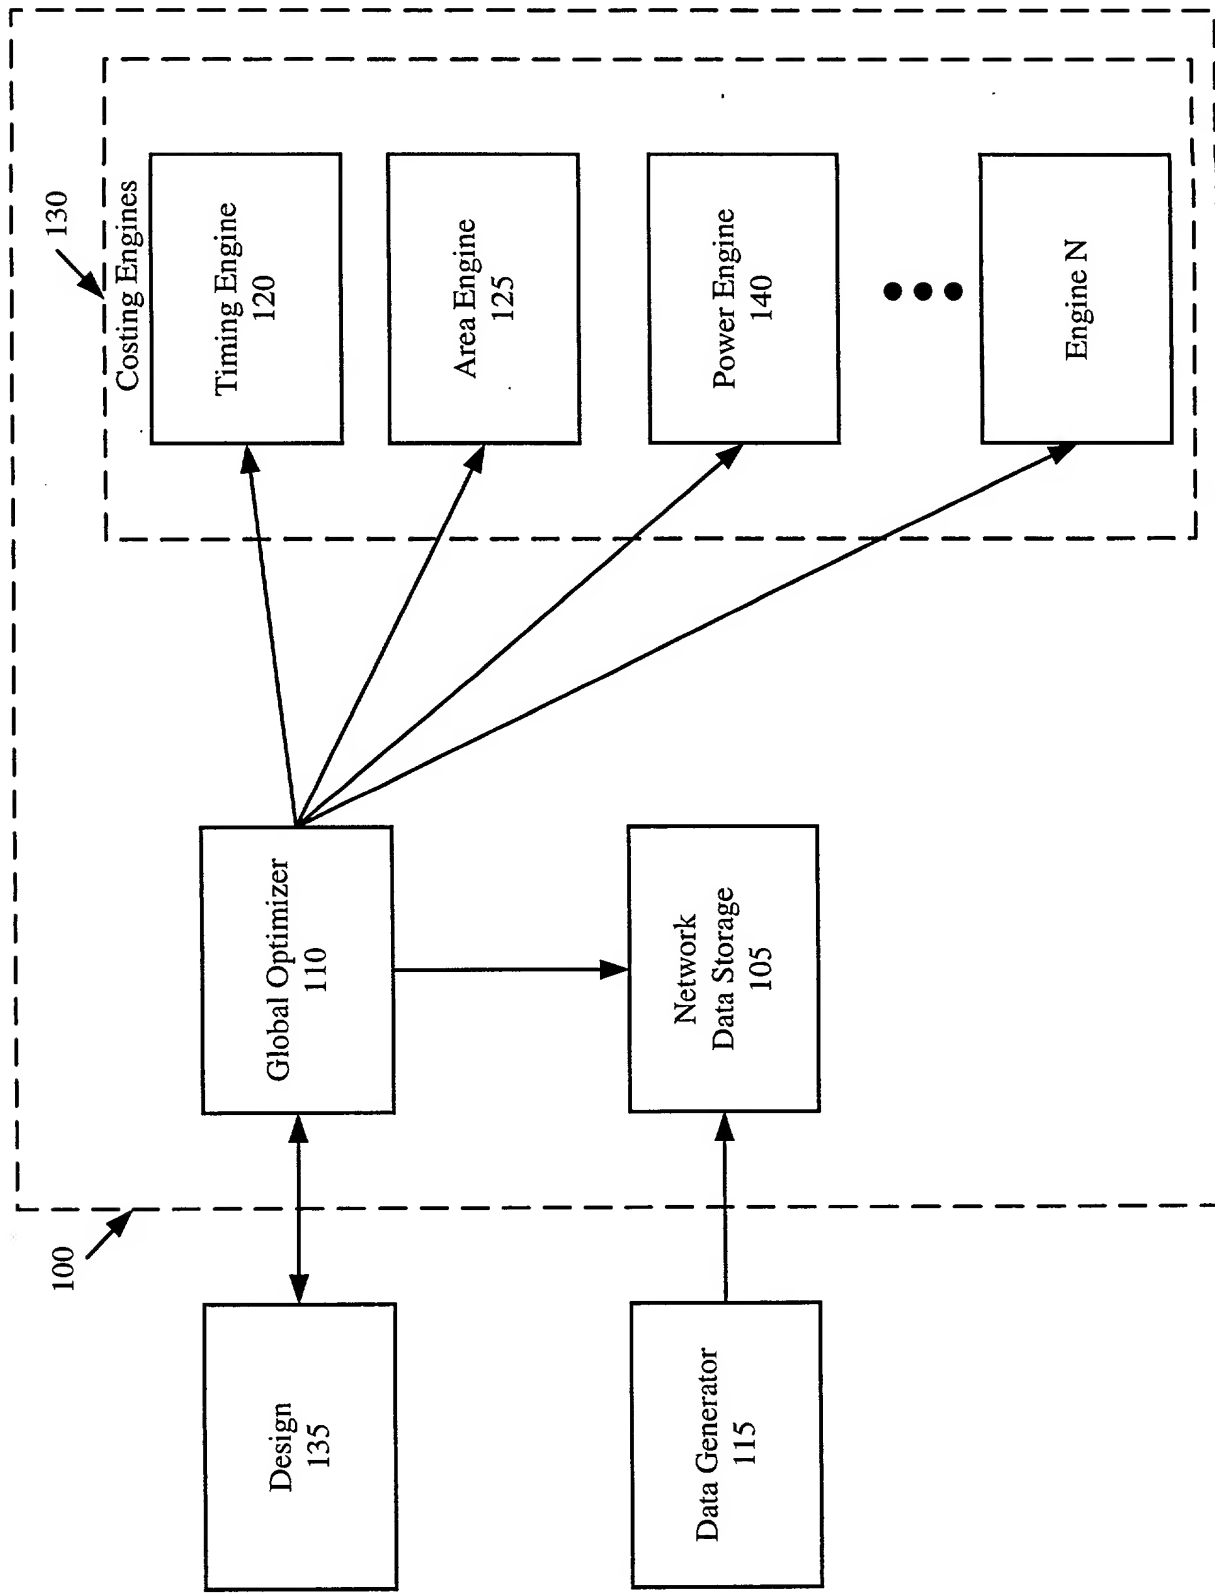 130
Costing Engines
Timing Engine
120
Area Engine
125
Power Engine
140
Engine N
Global Optimizer
110
Network
Data Storage
105
100
Design
135
Data Generator
115